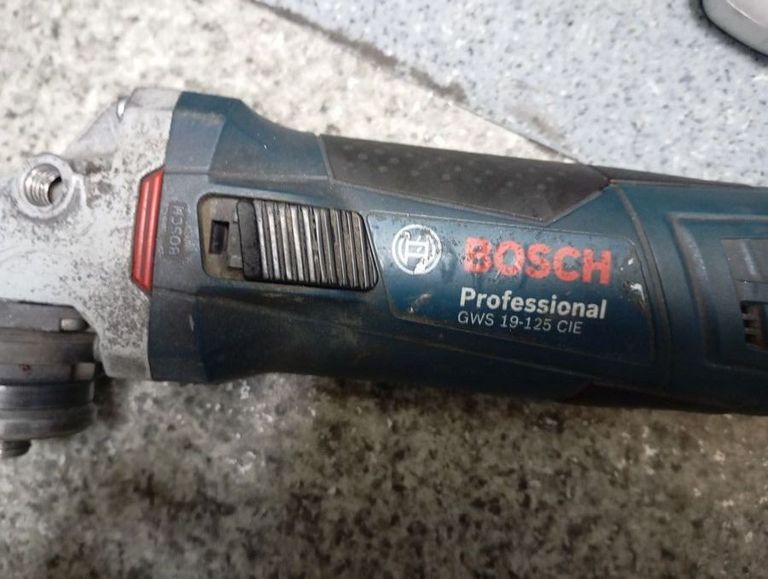 BOSCH
BOSCH
Professional
GWS 19-125 CIE